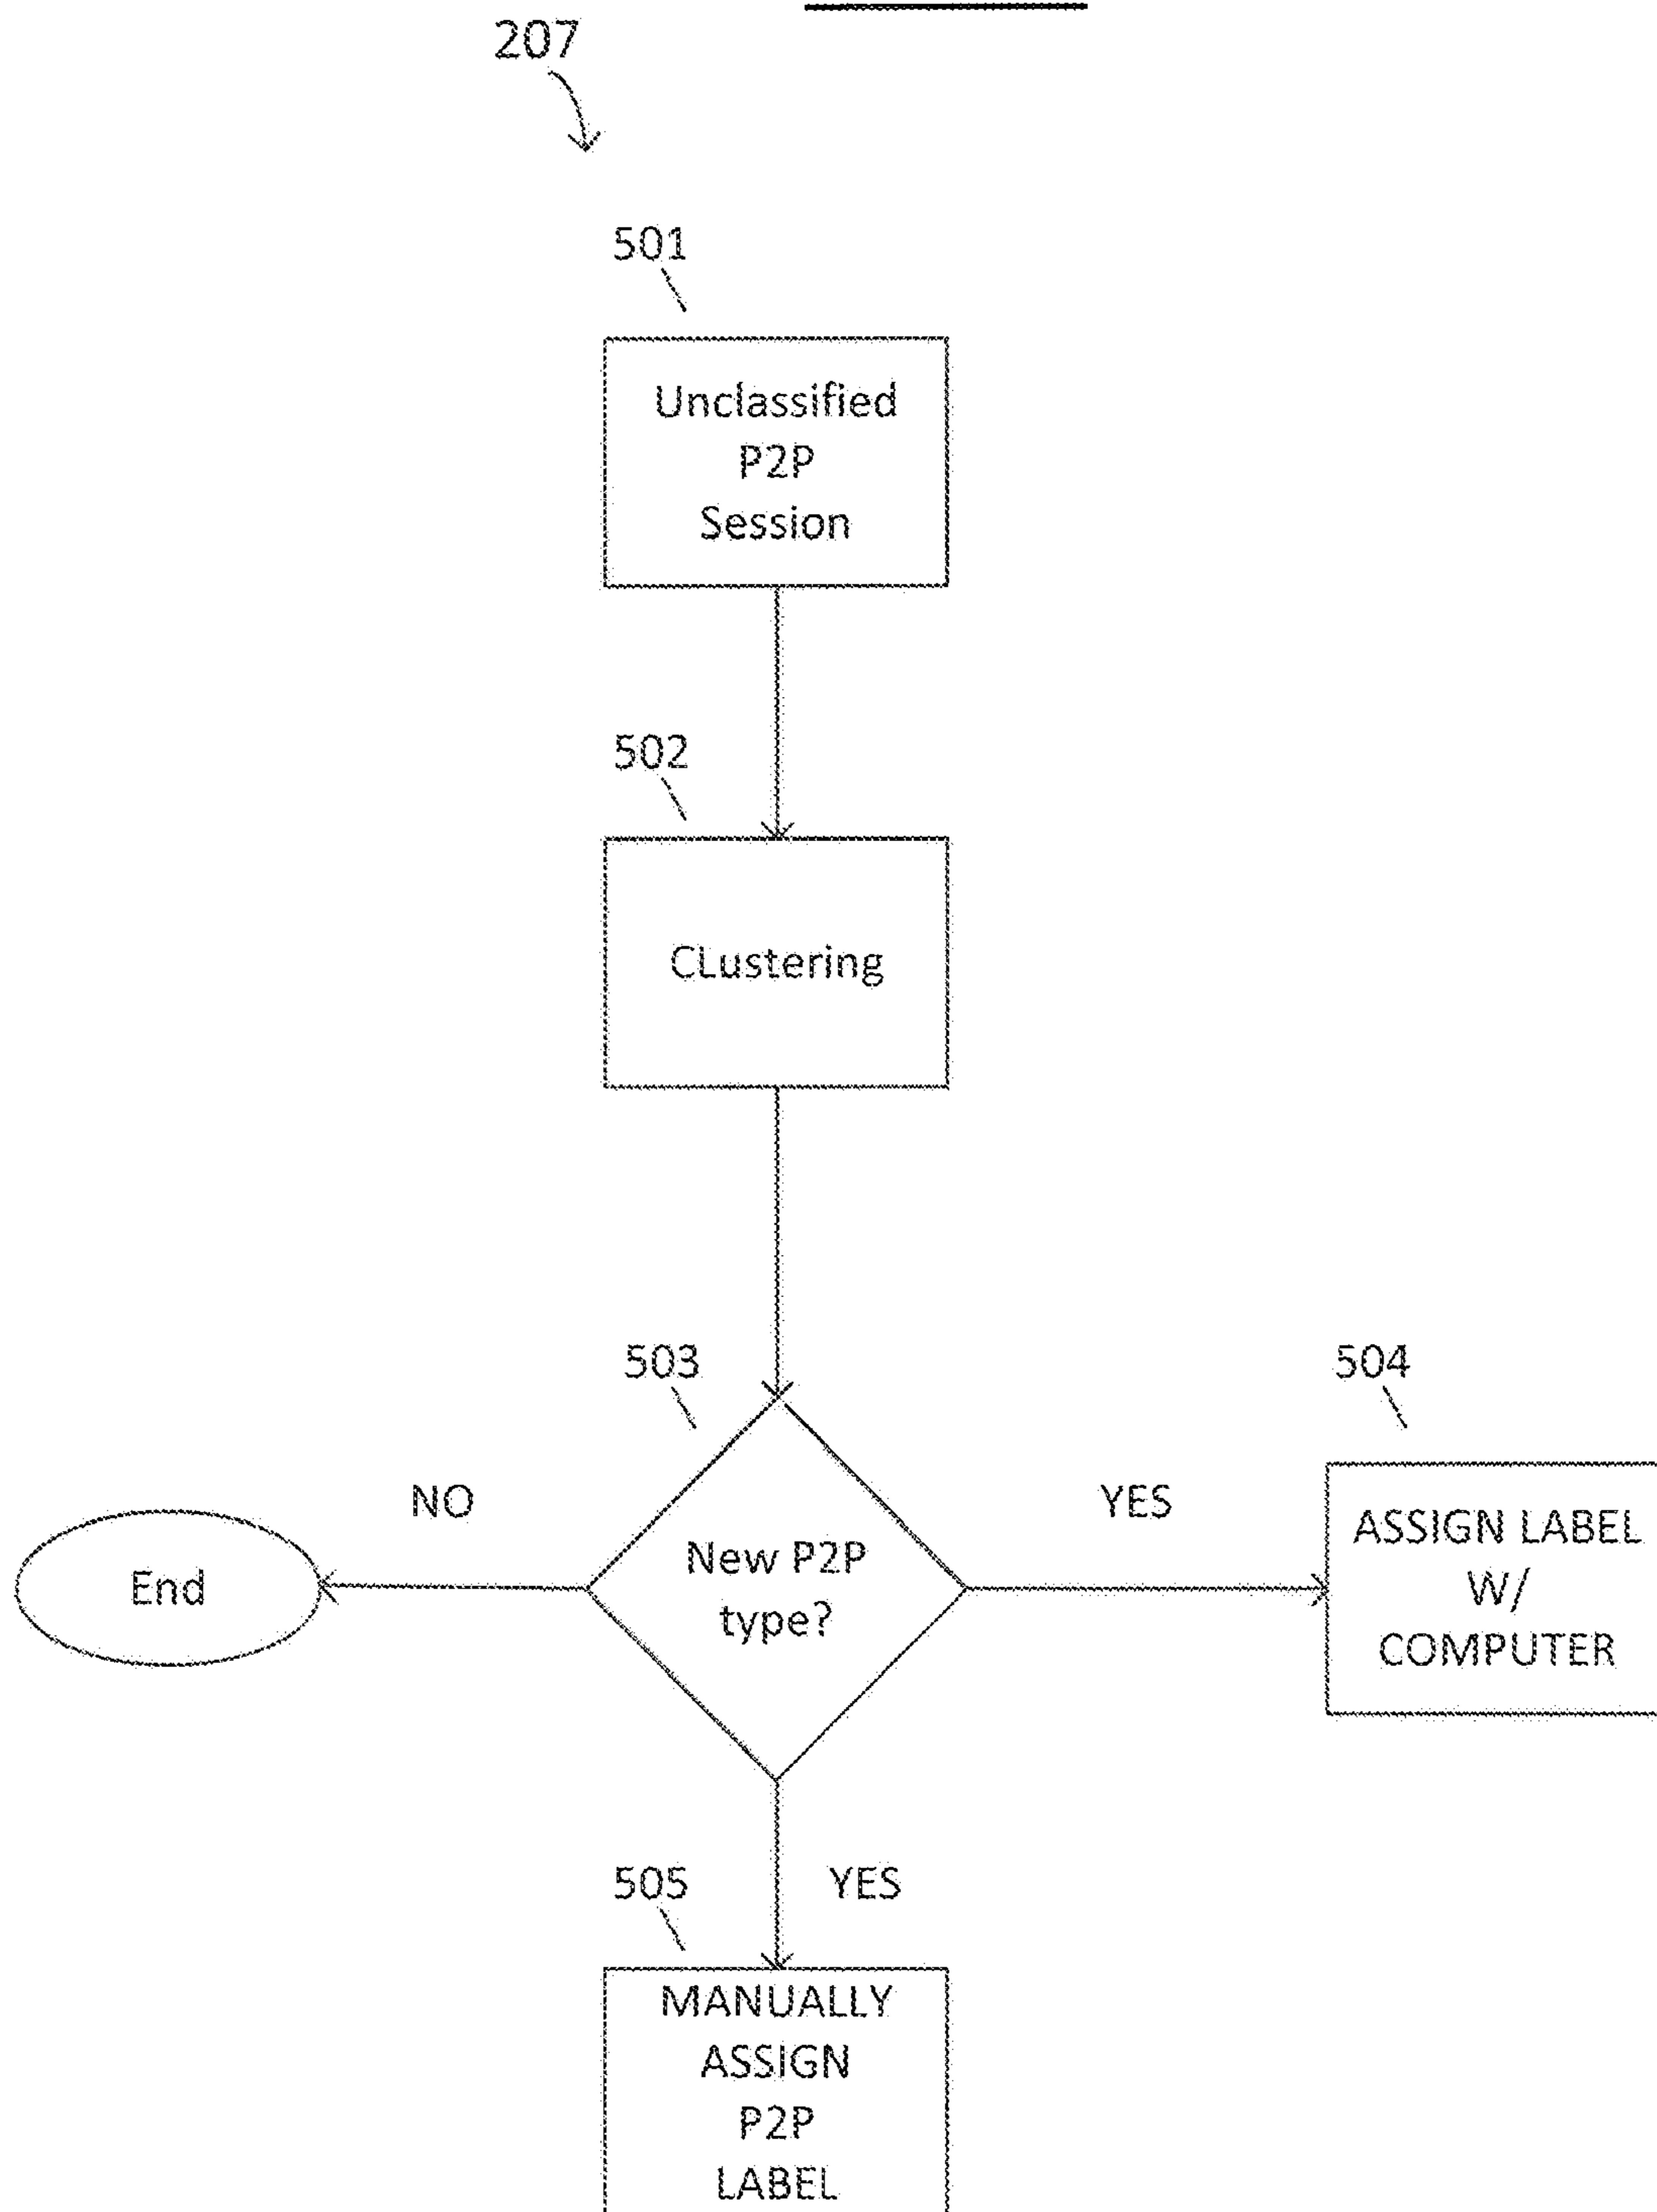 207
501
Unclassified
P2P
Session
502
CLustering
503
504
NO
YES
End
New P2P
type?
ASSIGN LABEL
W/
COMPUTER
505
YES
MANUALLY
ASSIGN
P2P
LABEL